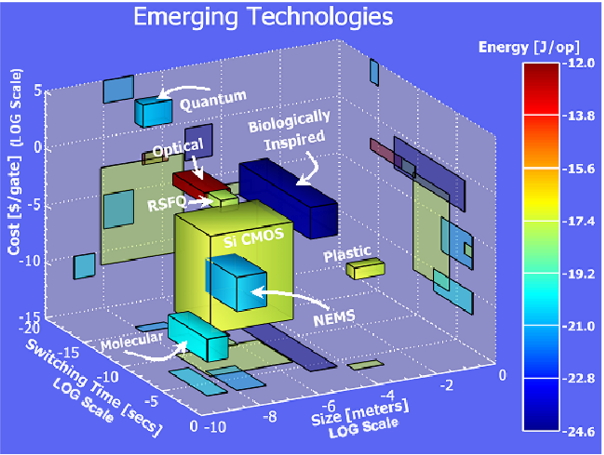 Emerging Technologies
Energy [J/op]
-12.0
-13.8
-15.6
-17.4
-19.2
-21.0
-22.8
-24.6
Cost [$/gate] (LOG Scale)
5
0
-5
-10
-15
-20
-15
-10
-5
0
Switching Time [secs]
LOG Scale
-10
-8
-6
-4
-2
0
Size [meters]
LOG Scale
Quantum
Biologically
Inspired
Optical
RSFQ
Si CMOS
Plastic
NEMS
Molecular